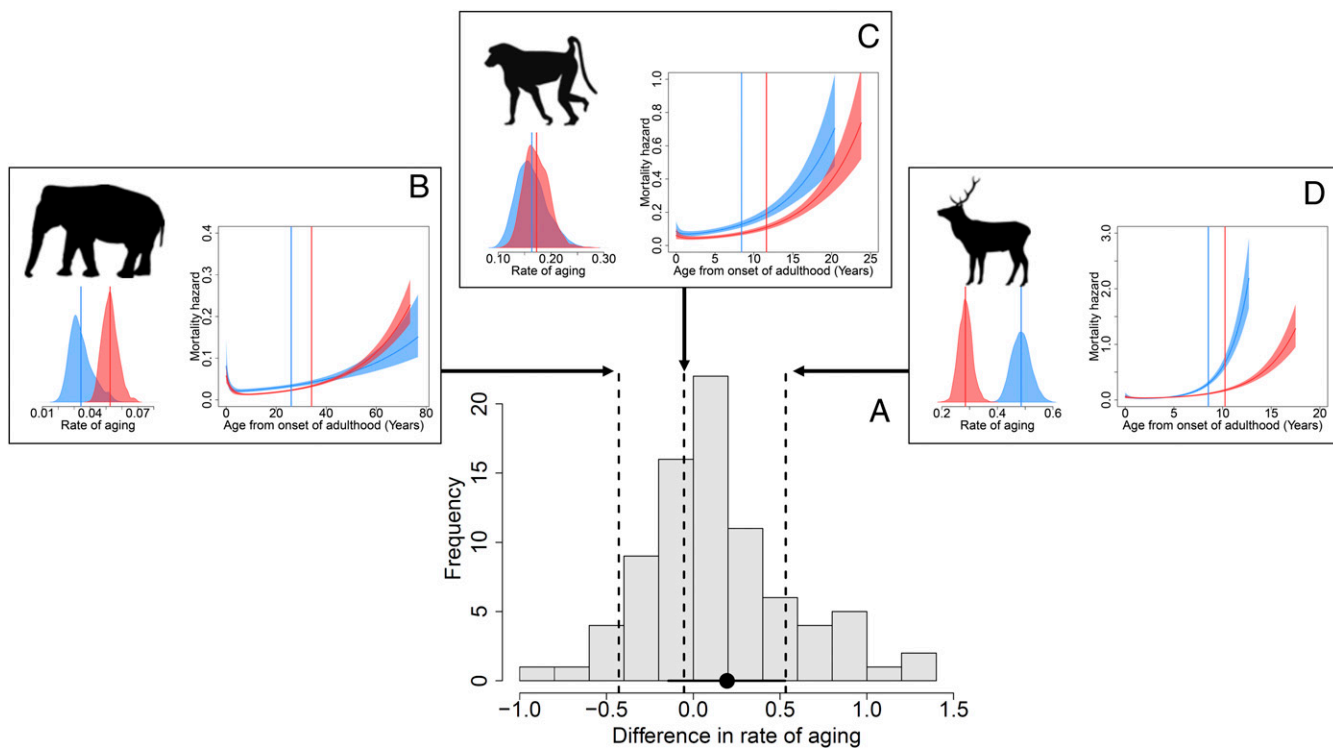 C
Mortality hazard
0.0 0.2 0.4 0.6 0.8 1.0
0 5 10 15 20 25
Age from onset of adulthood (Years)
0.10 0.20 0.30
Rate of aging
B
Mortality hazard
0.0 0.1 0.2 0.3 0.4
0 20 40 60 80
Age from onset of adulthood (Years)
0.01 0.04 0.07
Rate of aging
D
Mortality hazard
0.0 1.0 2.0 3.0
0 5 10 15 20
Age from onset of adulthood (Years)
0.2 0.4 0.6
Rate of aging
A
Frequency
0 5 10 15 20
-1.0 -0.5 0.0 0.5 1.0 1.5
Difference in rate of aging